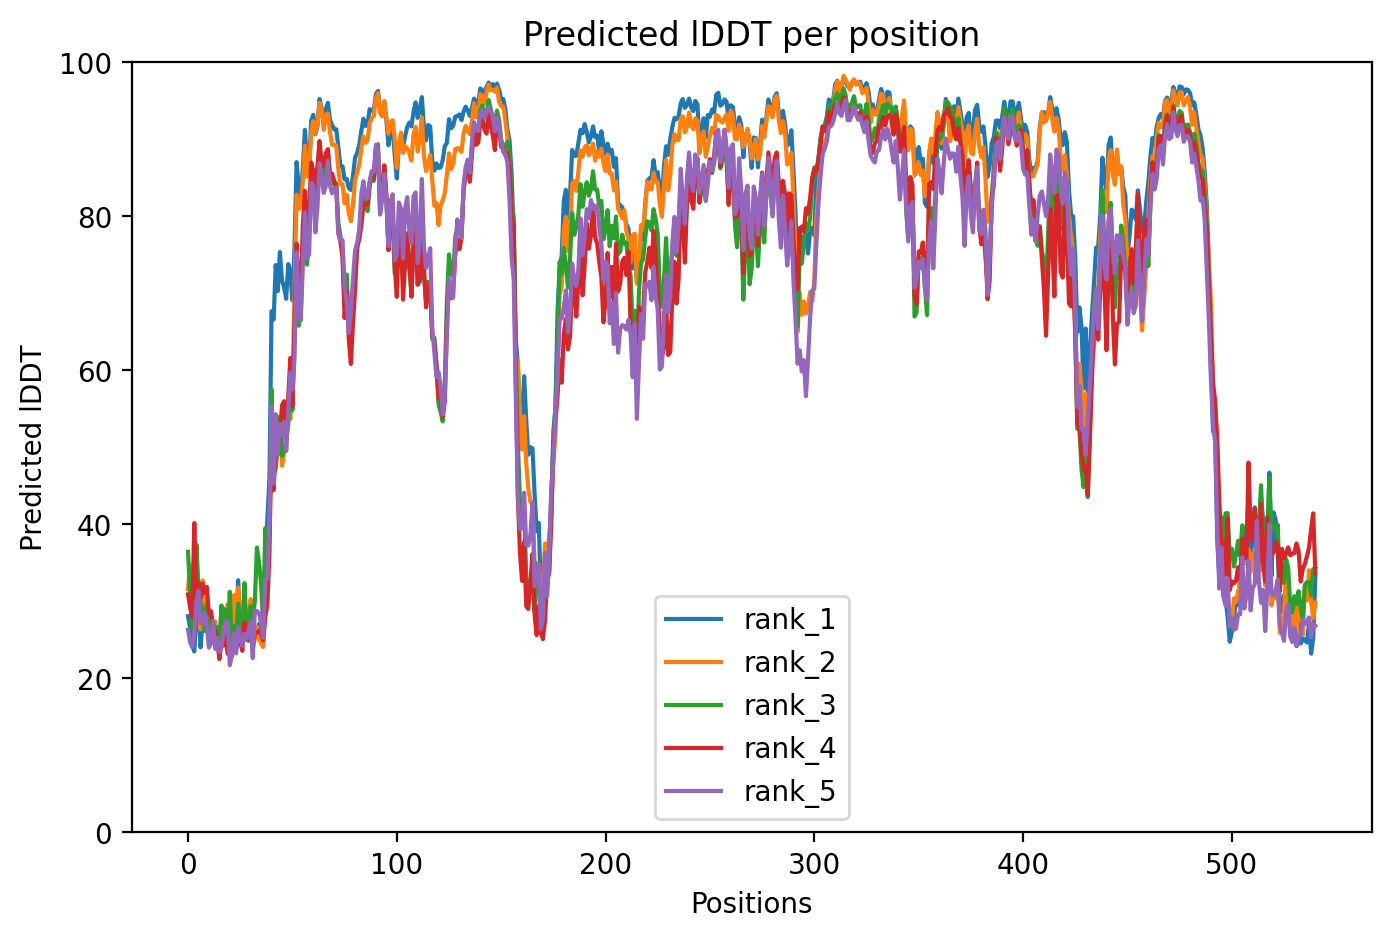 Predicted lDDT per position
100
80
60
40
20
0
Predicted lDDT
0 100 200 300 400 500
Positions
rank_1
rank_2
rank_3
rank_4
rank_5